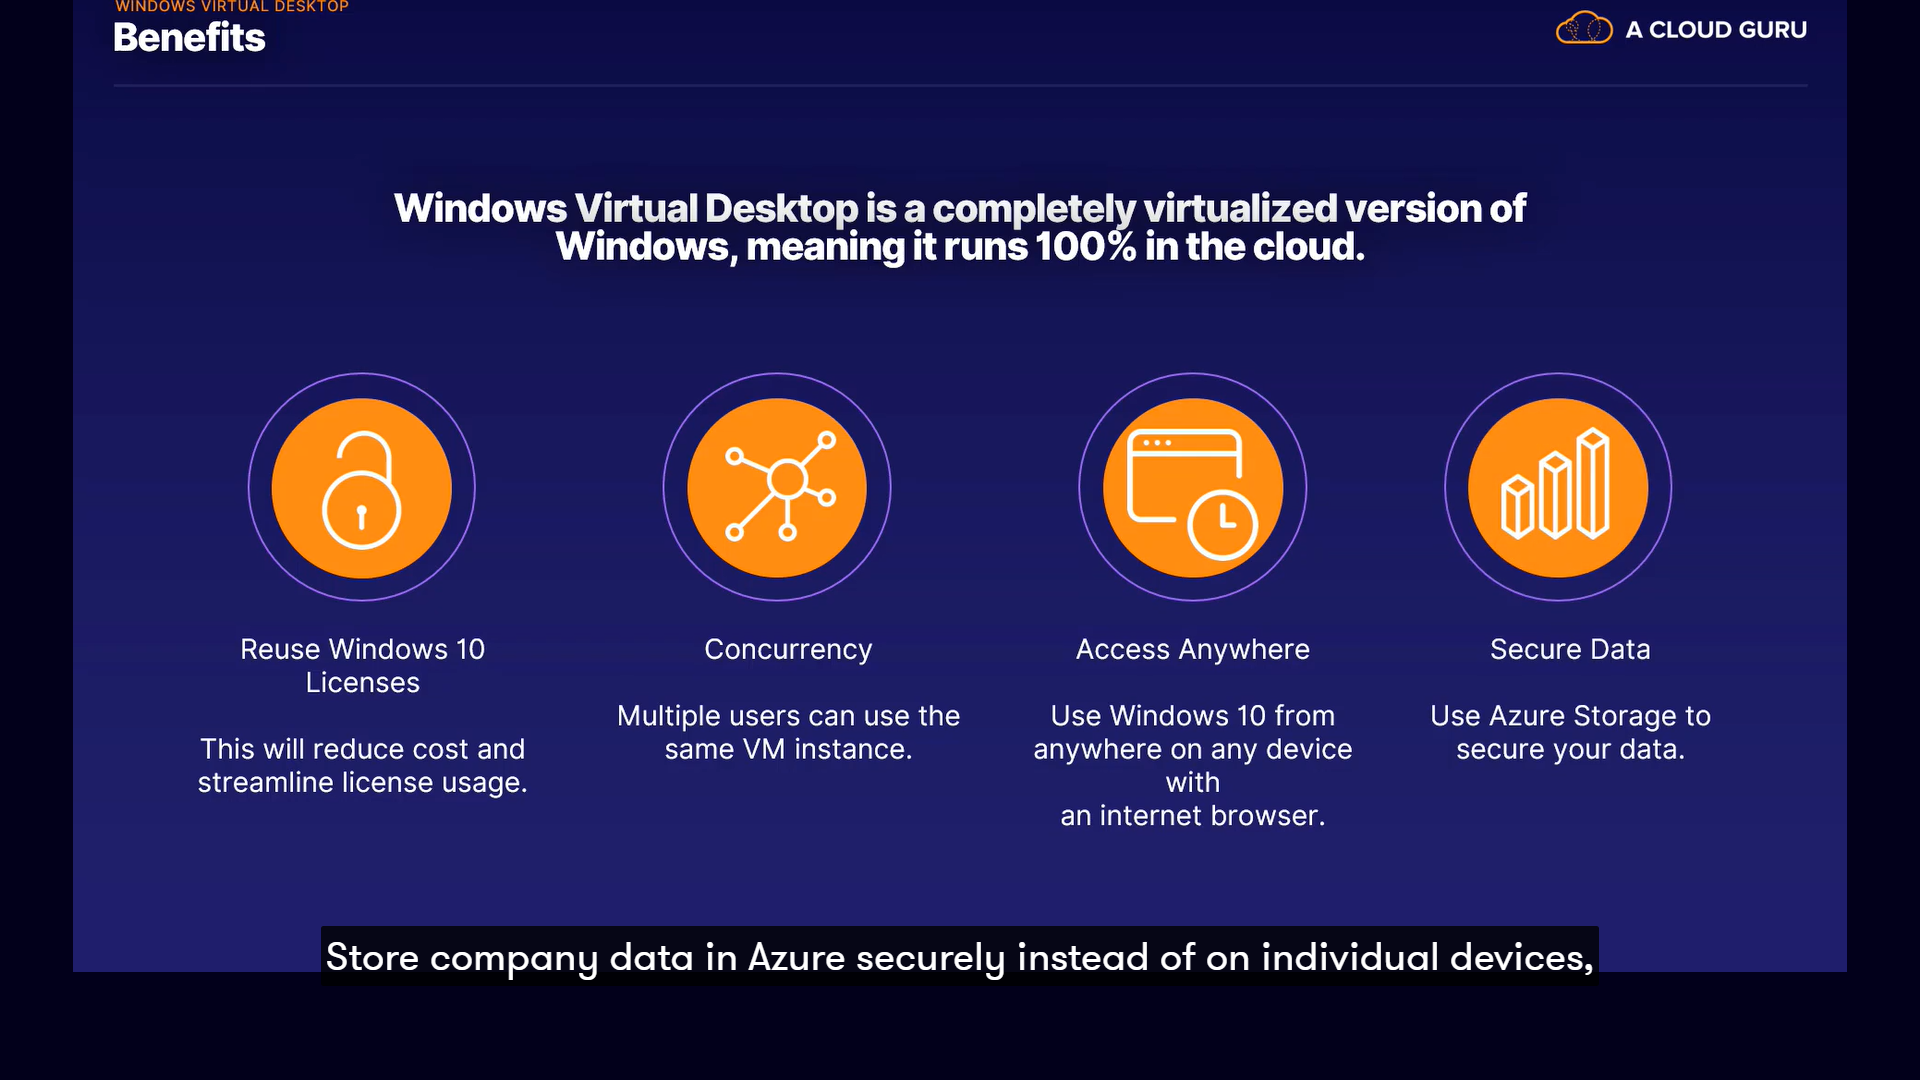 WINDOWS VIRTUAL DESKTOP
Benefits
A CLOUD GURU
Windows Virtual Desktop is a completely virtualized version of
Windows, meaning it runs 100% in the cloud.
Reuse Windows 10
Licenses
This will reduce cost and
streamline license usage.
Concurrency
Multiple users can use the
same VM instance.
Access Anywhere
Use Windows 10 from
anywhere on any device
with
an internet browser.
Secure Data
Use Azure Storage to
secure your data.
Store company data in Azure securely instead of on individual devices,